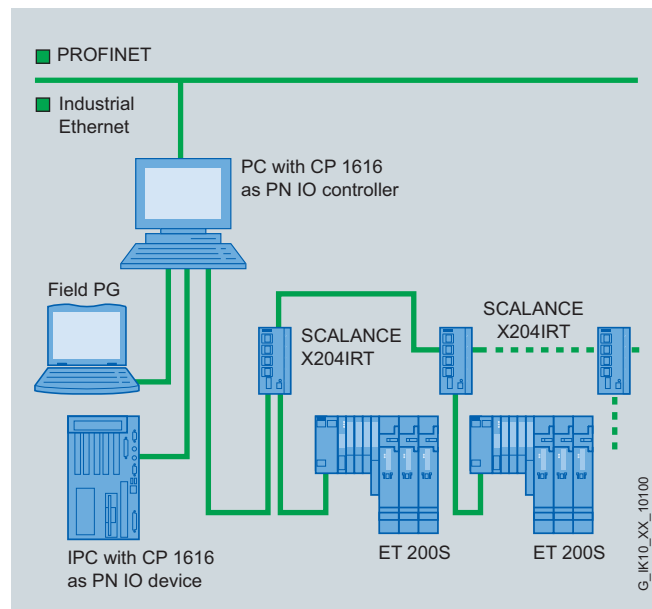 PROFINET
Industrial
Ethernet
PC with CP 1616
as PN IO controller
Field PG
SCALANCE
X204IRT
SCALANCE
X204IRT
IPC with CP 1616
as PN IO device
ET 200S
ET 200S
G_IK10_XX_10100